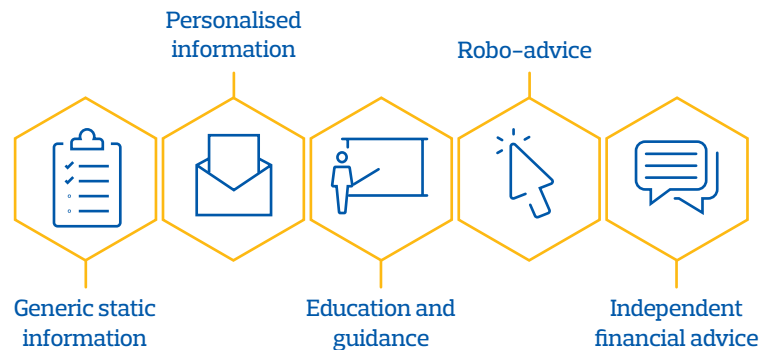 Personalised
information
Robo-advice
Generic static
information
Education and
guidance
Independent
financial advice